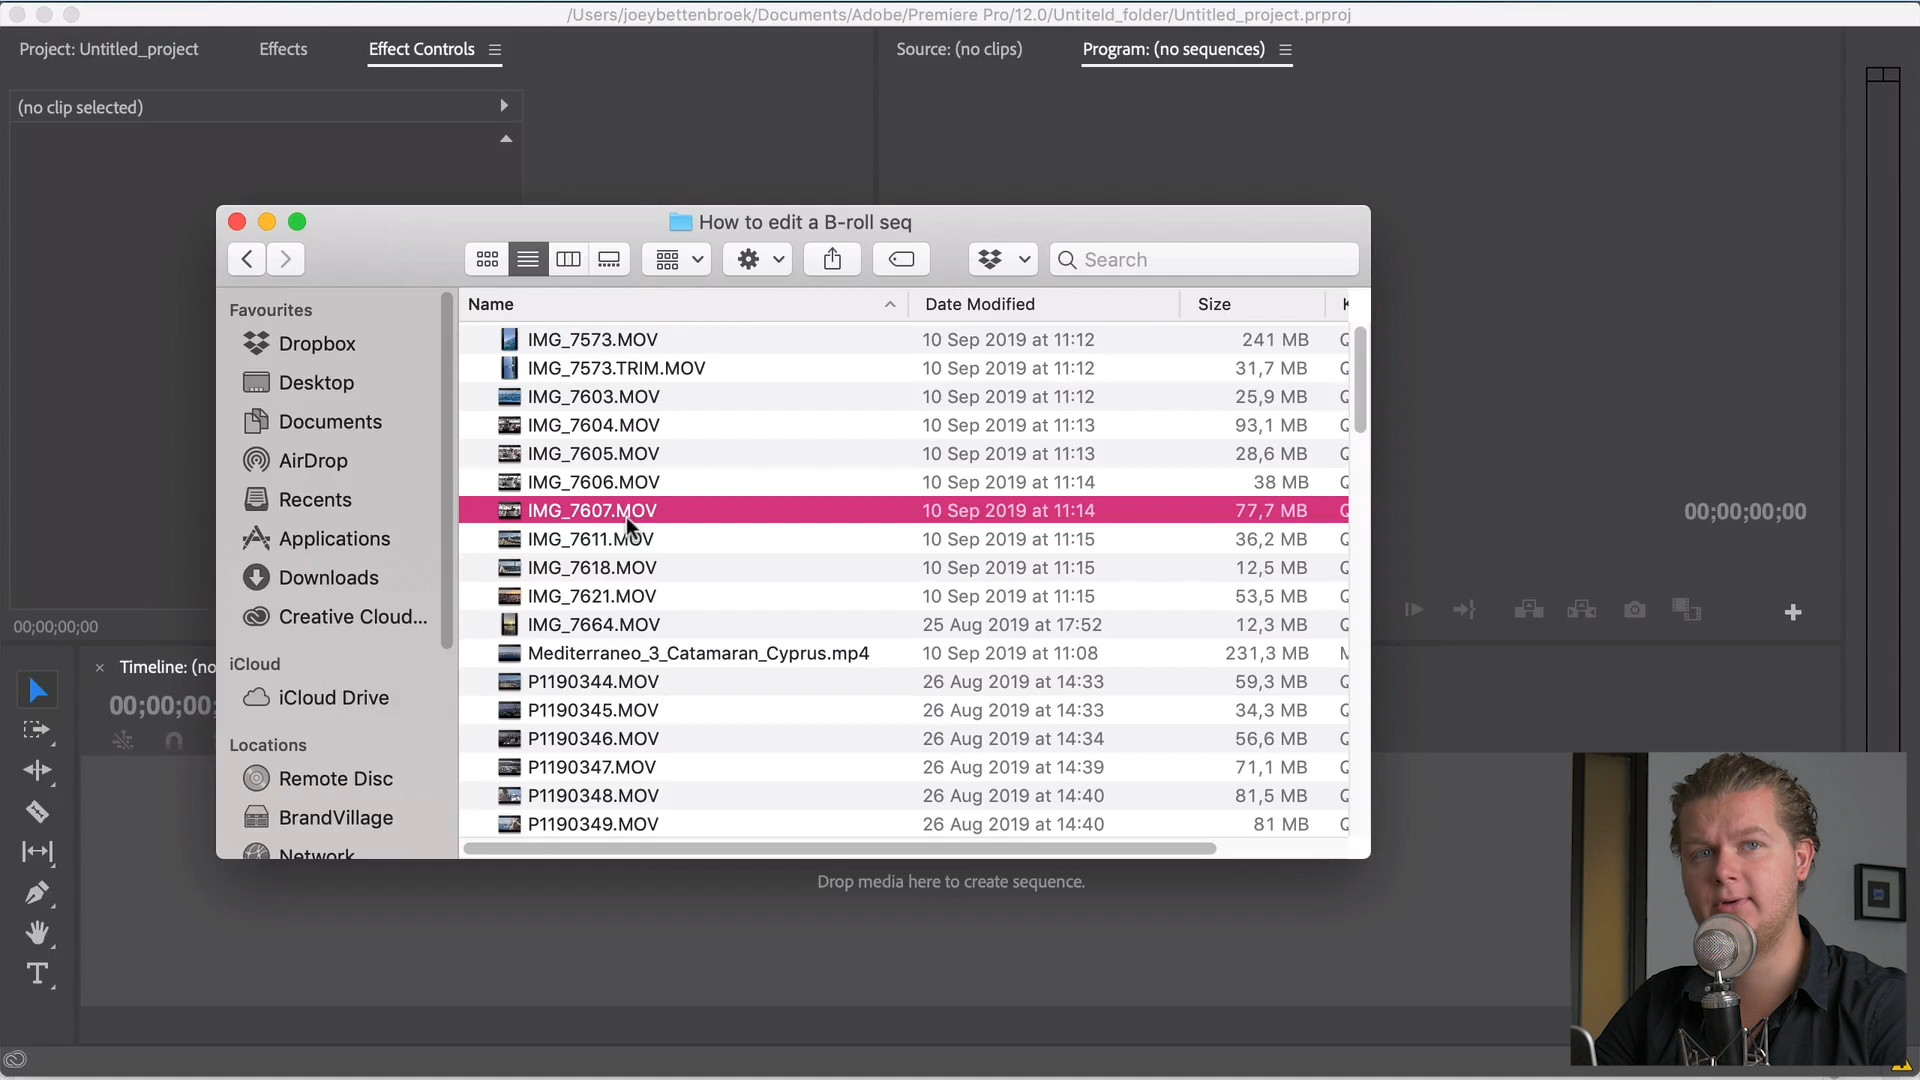 /Users/joeybettenbroek/Documents/Adobe/Premiere Pro/12.0/Untiteld_folder/Untitled_project.prproj
Project: Untitled_project
Effects
Effect Controls
Source: (no clips)
Program: (no sequences)
(no clip selected)
How to edit a B-roll seq
Search
Favourites
Dropbox
Desktop
Documents
AirDrop
Recents
Applications
Downloads
Creative Cloud...
iCloud
iCloud Drive
Locations
Remote Disc
BrandVillage
Network
Name Date Modified Size
IMG_7573.MOV 10 Sep 2019 at 11:12 241 MB
IMG_7573.TRIM.MOV 10 Sep 2019 at 11:12 31,7 MB
IMG_7603.MOV 10 Sep 2019 at 11:12 25,9 MB
IMG_7604.MOV 10 Sep 2019 at 11:13 93,1 MB
IMG_7605.MOV 10 Sep 2019 at 11:13 28,6 MB
IMG_7606.MOV 10 Sep 2019 at 11:14 38 MB
IMG_7607.MOV 10 Sep 2019 at 11:14 77,7 MB
IMG_7611.MOV 10 Sep 2019 at 11:15 36,2 MB
IMG_7618.MOV 10 Sep 2019 at 11:15 12,5 MB
IMG_7621.MOV 10 Sep 2019 at 11:15 53,5 MB
IMG_7664.MOV 25 Aug 2019 at 17:52 12,3 MB
Mediterraneo_3_Catamaran_Cyprus.mp4 10 Sep 2019 at 11:08 231,3 MB
P1190344.MOV 26 Aug 2019 at 14:33 59,3 MB
P1190345.MOV 26 Aug 2019 at 14:33 34,3 MB
P1190346.MOV 26 Aug 2019 at 14:34 56,6 MB
P1190347.MOV 26 Aug 2019 at 14:39 71,1 MB
P1190348.MOV 26 Aug 2019 at 14:40 81,5 MB
P1190349.MOV 26 Aug 2019 at 14:40 81 MB
00;00;00;00
00;00;00;00
Timeline: (no
00;00;00;
Drop media here to create sequence.